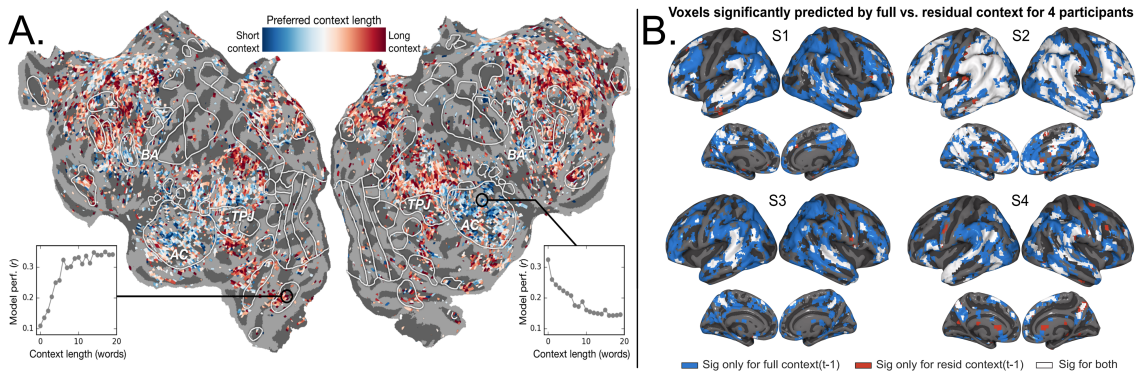 A.
Preferred context length
Short context
Long context
BA
BA
TPJ
TPJ
AC
AC
Model perf. (r)
0.3
0.2
0.1
0
10
20
Context length (words)
Model perf. (r)
0.3
0.2
0.1
0
10
20
Context length (words)
Voxels significantly predicted by full vs. residual context for 4 participants
B.
S1
S2
S3
S4
Sig only for full context(t-1)
Sig only for resid context(t-1)
Sig for both